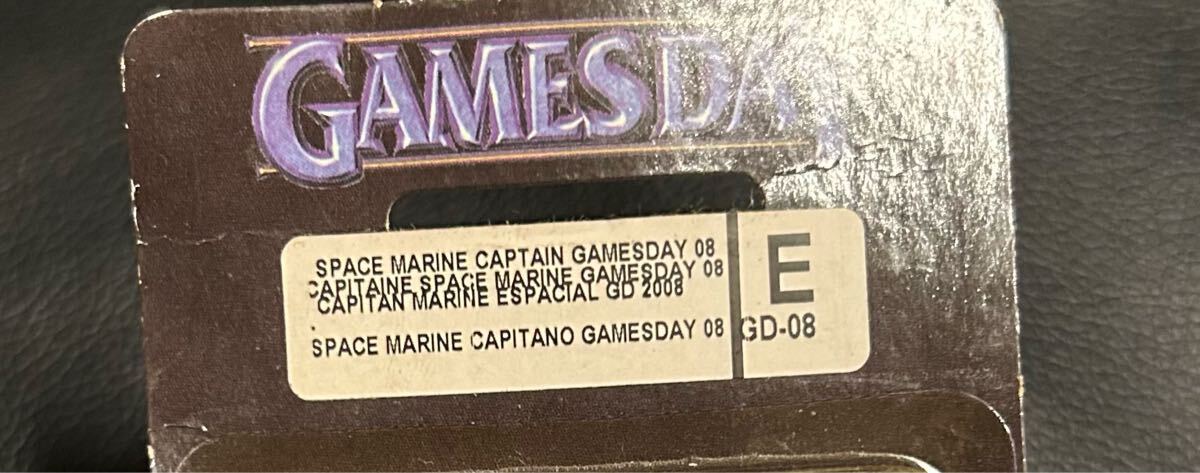 GAMESDAY
SPACE MARINE CAPTAIN GAMESDAY 08
CAPITAINE SPACE MARINE GAMESDAY 08
CAPITAN MARINE ESPACIAL GD 2008
SPACE MARINE CAPITANO GAMESDAY 08
E
GD-08